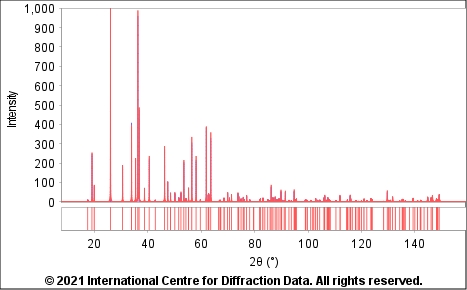 1,000
900
800
700
600
500
400
300
200
100
0
Intensity
20 40 60 80 100 120 140
2θ (°)
© 2021 International Centre for Diffraction Data. All rights reserved.